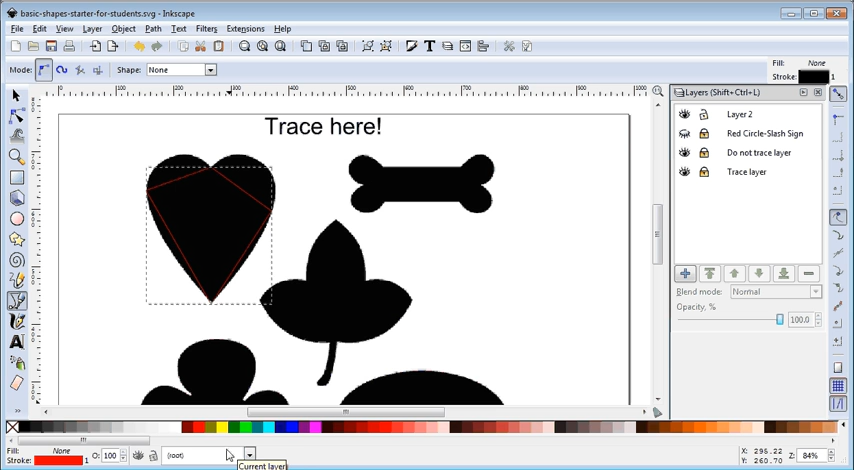 basic-shapes-starter-for-students.svg - Inkscape
File Edit View Layer Object Path Text Filters Extensions Help
Mode: Shape: None
Fill: None
Stroke: 1
Layers (Shift+Ctrl+L)
Trace here!
Layer 2
Red Circle-Slash Sign
Do not trace layer
Trace layer
Blend mode: Normal
Opacity, % 100.0
Fill: None
Stroke: 1
O: 100
(root)
Current layer
X: 295.22
Y: 260.70
Z: 84%